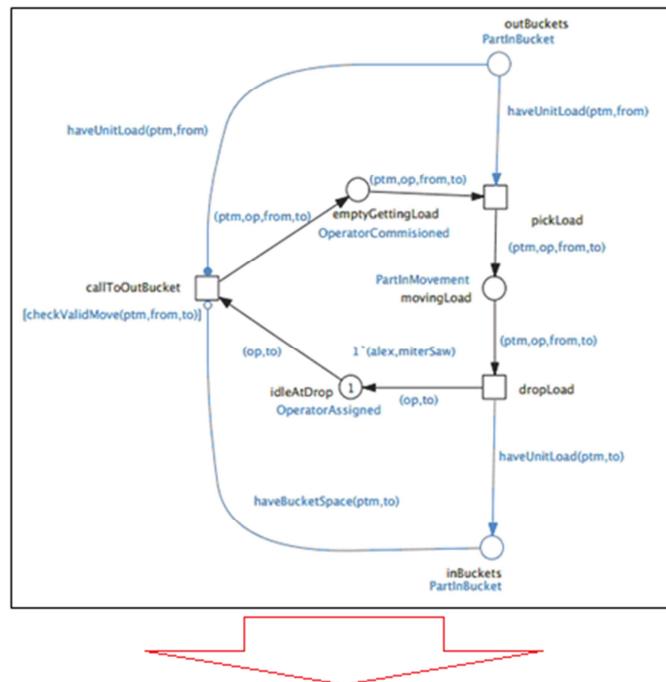 outBuckets
PartInBucket
haveUnitLoad(ptm,from)
haveUnitLoad(ptm,from)
(ptm,op,from,to)
(ptm,op,from,to)
emptyGettingLoad
OperatorCommisioned
pickLoad
(ptm,op,from,to)
callToOutBucket
[checkValidMove(ptm,from,to)]
PartInMovement
movingLoad
(ptm,op,from,to)
(op,to)
1`(alex,miterSaw)
idleAtDrop
1
OperatorAssigned
(op,to)
dropLoad
haveUnitLoad(ptm,to)
haveBucketSpace(ptm,to)
inBuckets
PartInBucket